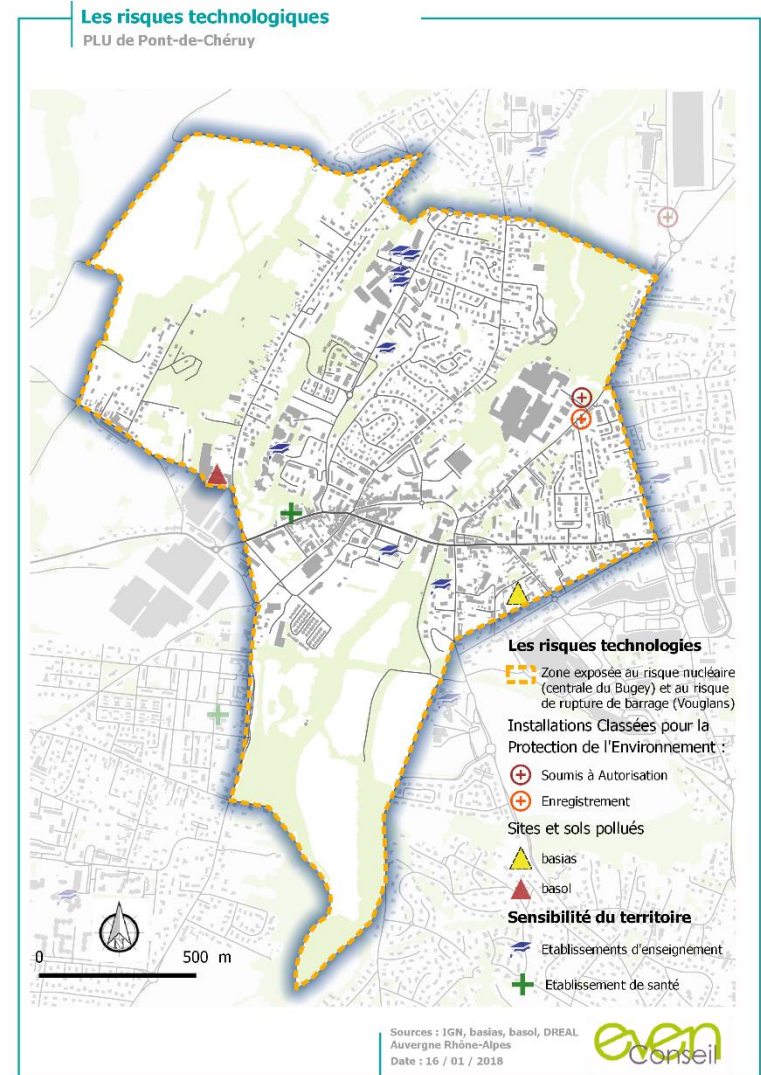 Les risques technologiques
PLU de Pont-de-Chéruy
Les risques technologies
Zone exposée au risque nucléaire
(centrale du Bugey) et au risque
de rupture de barrage (Vouglans)
Installations Classées pour la
Protection de l'Environnement :
Soumis à Autorisation
Enregistrement
Sites et sols pollués
basias
basol
Sensibilité du territoire
Etablissements d'enseignement
Etablissement de santé
N
0 500 m
Sources : IGN, basias, basol, DREAL
Auvergne Rhône-Alpes
Date : 16 / 01 / 2018
even
Conseil